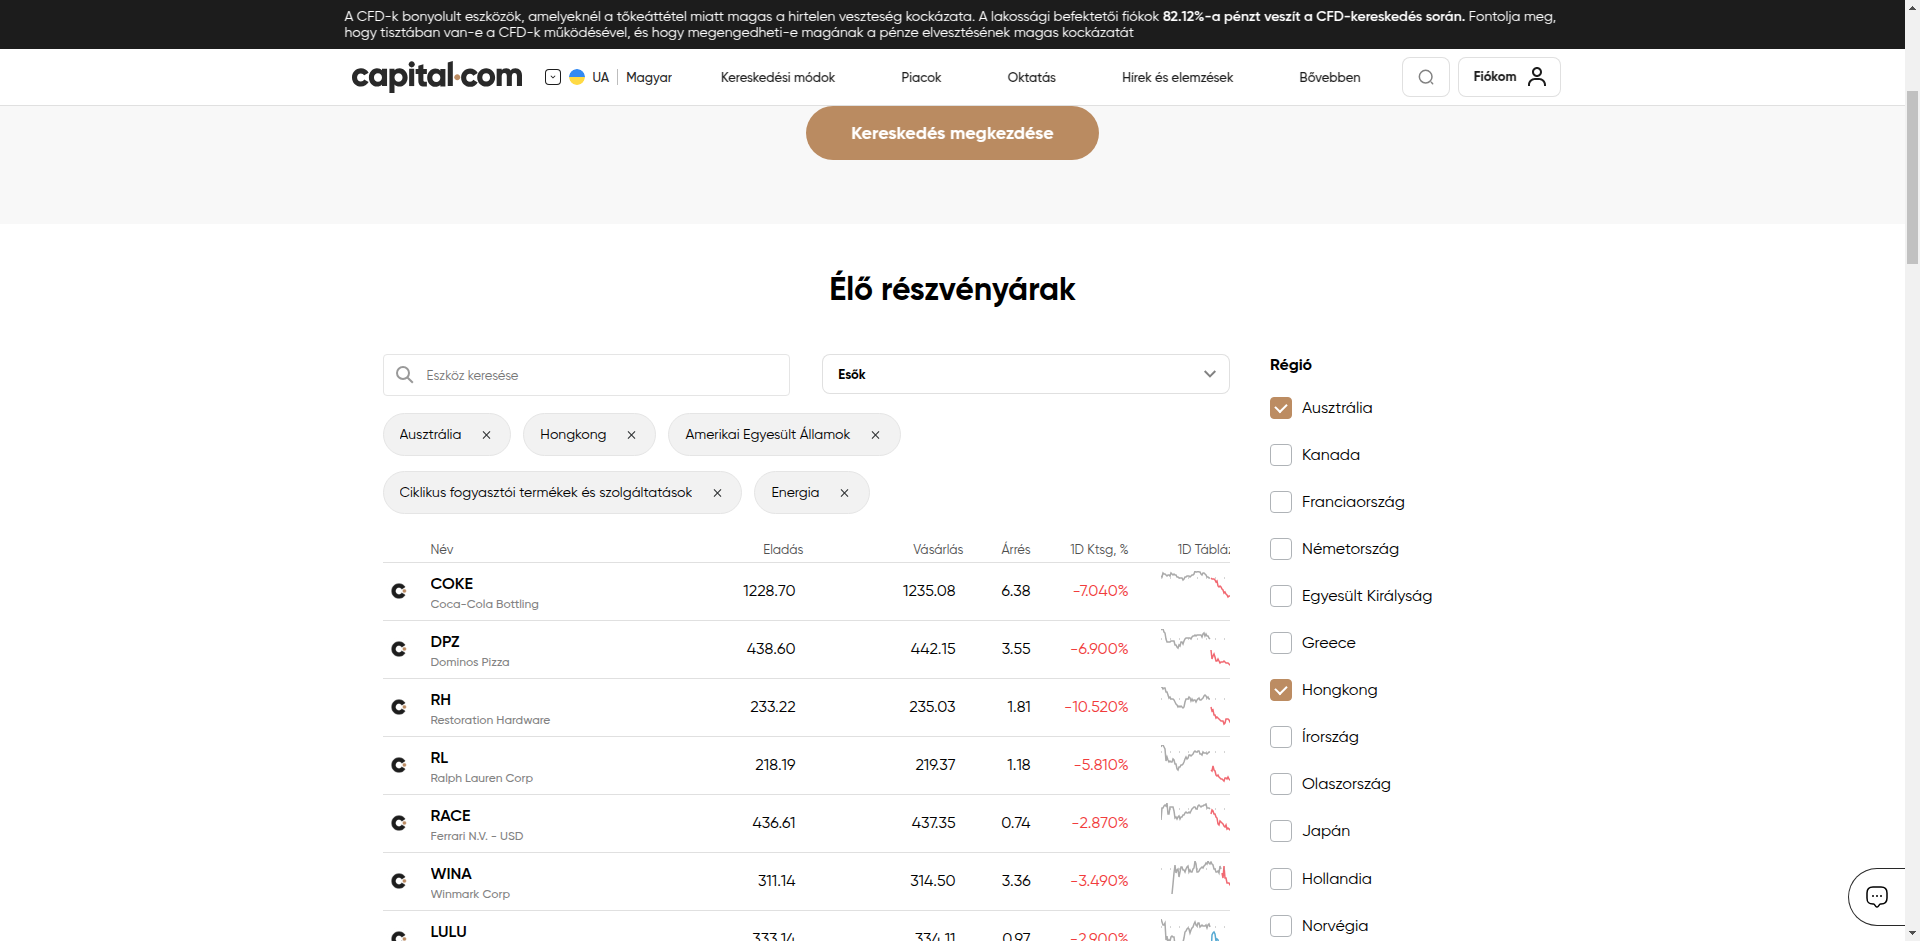 A CFD-k bonyolult eszközök, amelyeknél a tőkeáttétel miatt magas a hirtelen veszteség kockázata. A lakossági befektetői fiókok 82.12%-a pénzt veszít a CFD-kereskedés során. Fontolja meg,
hogy tisztában van-e a CFD-k működésével, és hogy megengedheti-e magának a pénze elvesztésének magas kockázatát
capital.com UA Magyar Kereskedési módok Piacok Oktatás Hírek és elemzések Bővebben Fiókom
Kereskedés megkezdése
Élő részvényárak
Eszköz keresése Esők
Ausztrália Hongkong Amerikai Egyesült Államok
Ciklikus fogyasztói termékek és szolgáltatások Energia
Név Eladás Vásárlás Árrés 1D Ktsg, %
COKE
Coca-Cola Bottling 1228.70 1235.08 6.38 -7.040%
DPZ
Dominos Pizza 438.60 442.15 3.55 -6.900%
RH
Restoration Hardware 233.22 235.03 1.81 -10.520%
RL
Ralph Lauren Corp 218.19 219.37 1.18 -5.810%
RACE
Ferrari N.V. - USD 436.61 437.35 0.74 -2.870%
WINA
Winmark Corp 311.14 314.50 3.36 -3.490%
LULU 333.14 334.11 0.97 -2.900%
Régió
Ausztrália
Kanada
Franciaország
Németország
Egyesült Királyság
Greece
Hongkong
Írország
Olaszország
Japán
Hollandia
Norvégia